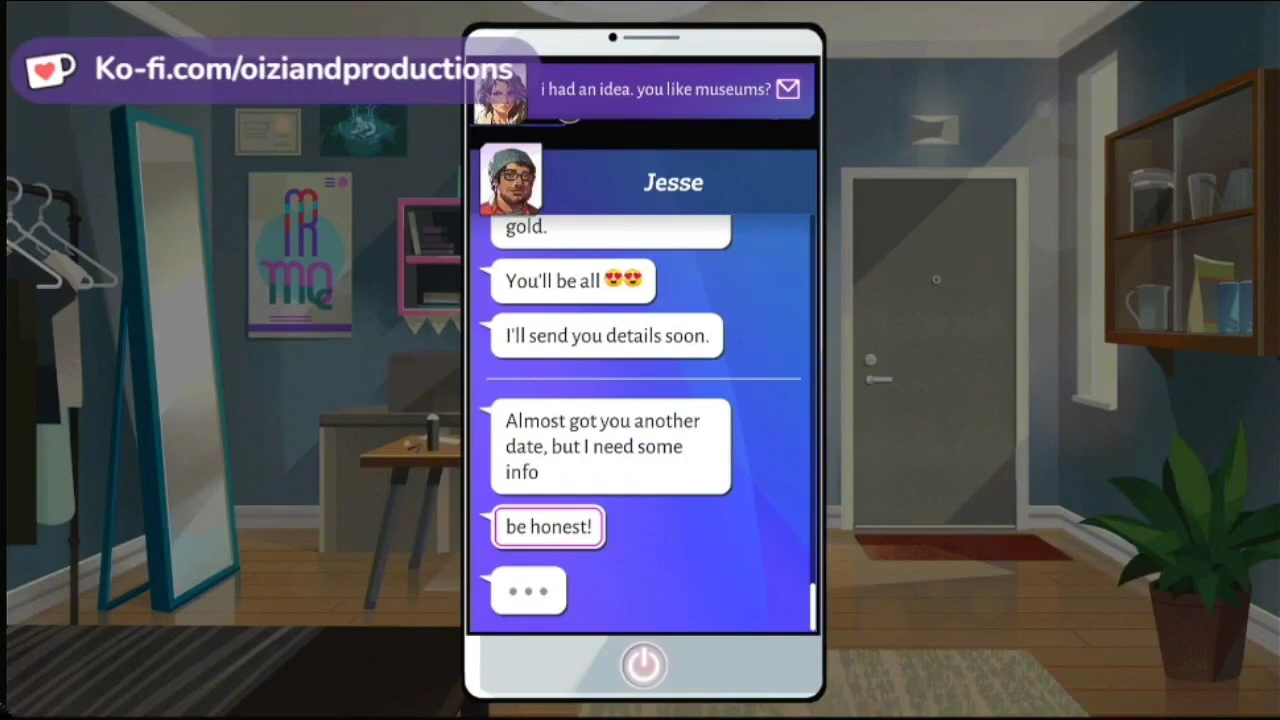 Ko-fi.com/oiziandproductions
i had an idea. you like museums?
Jesse
gold.
You'll be all 😍😍
I'll send you details soon.
Almost got you another
date, but I need some
info
be honest!